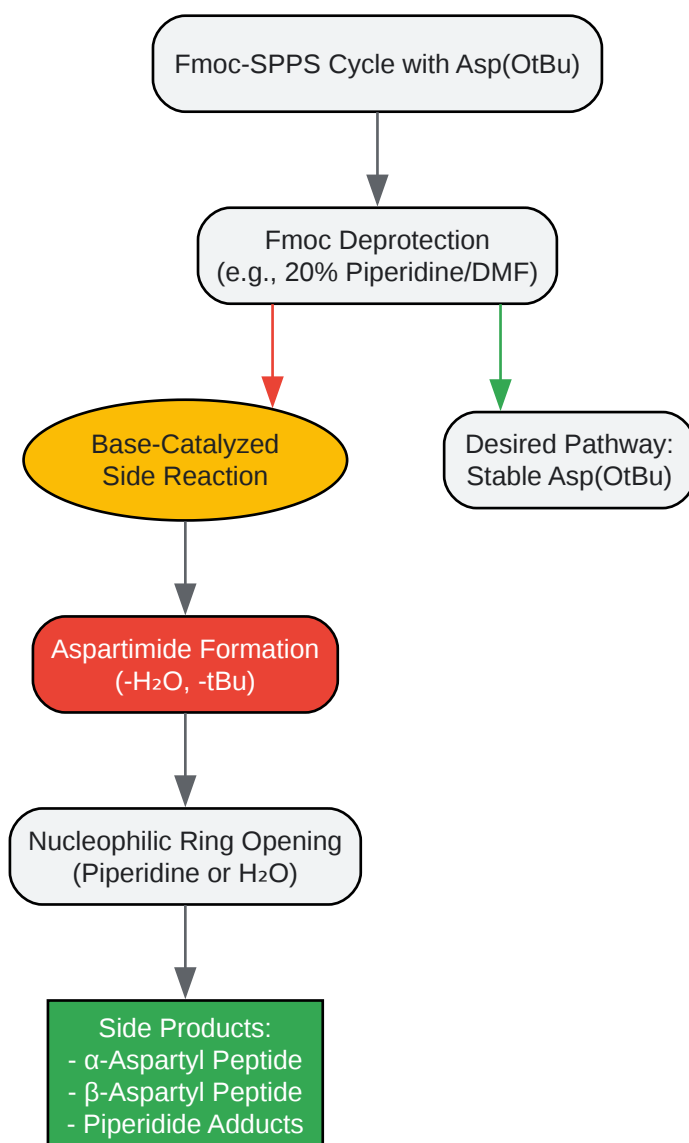 Fmoc-SPPS Cycle with Asp(OtBu)
Fmoc Deprotection
(e.g., 20% Piperidine/DMF)
Base-Catalyzed
Side Reaction
Desired Pathway:
Stable Asp(OtBu)
Aspartimide Formation
(-H₂O, -tBu)
Nucleophilic Ring Opening
(Piperidine or H₂O)
Side Products:
- α-Aspartyl Peptide
- β-Aspartyl Peptide
- Piperidide Adducts